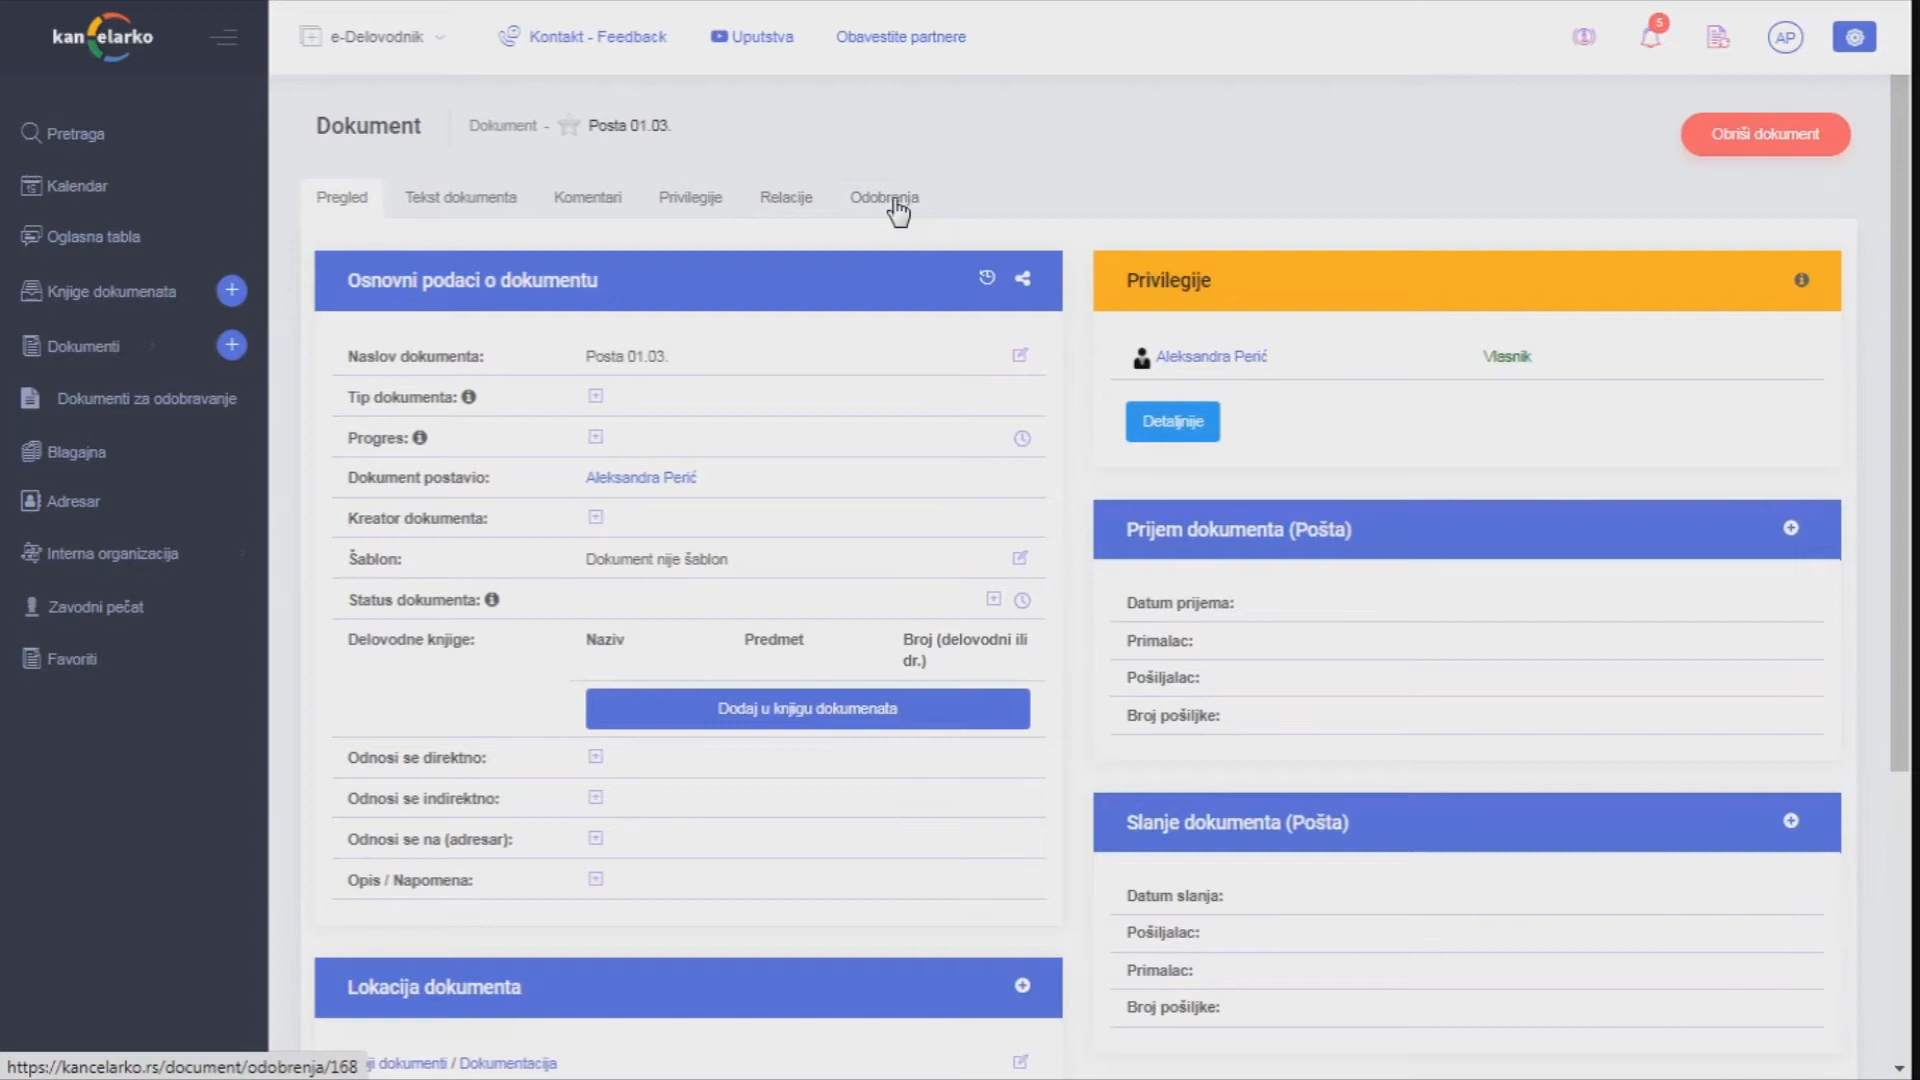 kancelarko
e-Delovodnik
Kontakt - Feedback
Uputstva
Obavestite partnere
5
AP
Pretraga
Kalendar
Oglasna tabla
Knjige dokumenata
Dokumenti
Dokumenti za odobravanje
Blagajna
Adresar
Interna organizacija
Zavodni pečat
Favoriti
Dokument
Dokument - Posta 01.03.
Obriši dokument
Pregled
Tekst dokumenta
Komentari
Privilegije
Relacije
Odobrenja
Osnovni podaci o dokumentu
Naslov dokumenta: Posta 01.03.
Tip dokumenta:
Progres:
Dokument postavio: Aleksandra Perić
Kreator dokumenta:
Šablon: Dokument nije šablon
Status dokumenta:
Delovodne knjige: Naziv Predmet Broj (delovodni ili
dr.)
Dodaj u knjigu dokumenata
Odnosi se direktno:
Odnosi se indirektno:
Odnosi se na (adresar):
Opis / Napomena:
Lokacija dokumenta
dokumenti / Dokumentacija
Privilegije
Aleksandra Perić Vlasnik
Detaljnije
Prijem dokumenta (Pošta)
Datum prijema:
Primalac:
Pošiljalac:
Broj pošiljke:
Slanje dokumenta (Pošta)
Datum slanja:
Pošiljalac:
Primalac:
Broj pošiljke:
https://kancelarko.rs/document/odobrenja/168